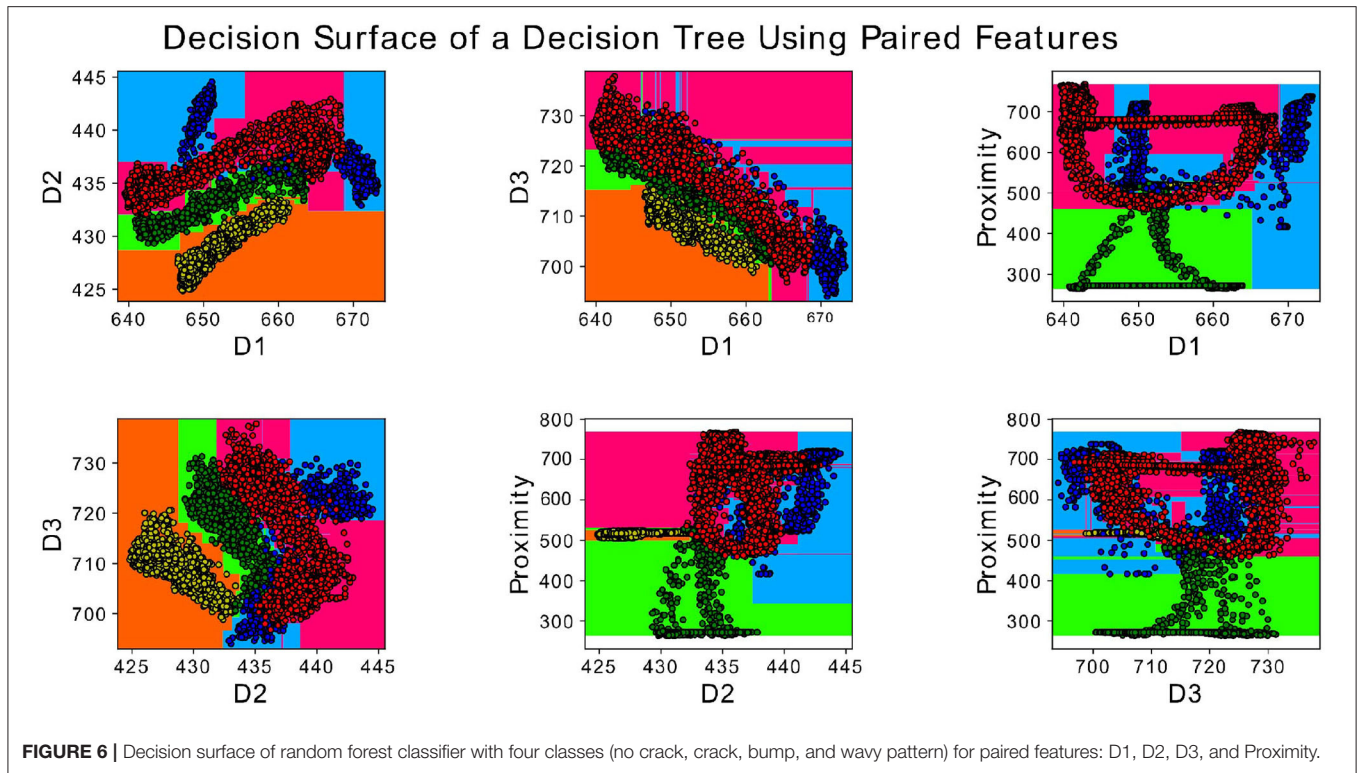 Decision Surface of a Decision Tree Using Paired Features
445
440
435
430
425
D2
640 650 660 670
D1
730
720
710
700
D3
640 650 660 670
D1
700
600
500
400
300
Proximity
640 650 660 670
D1
730
720
710
700
D3
425 430 435 440 445
D2
800
700
600
500
400
300
Proximity
425 430 435 440 445
D2
800
700
600
500
400
300
Proximity
700 710 720 730
D3
FIGURE 6 | Decision surface of random forest classifier with four classes (no crack, crack, bump, and wavy pattern) for paired features: D1, D2, D3, and Proximity.